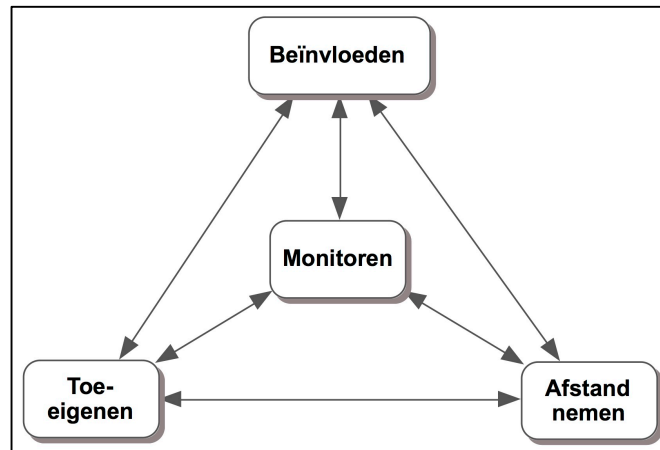 Beïnvloeden
Monitoren
Toe-
eigenen
Afstand
nemen